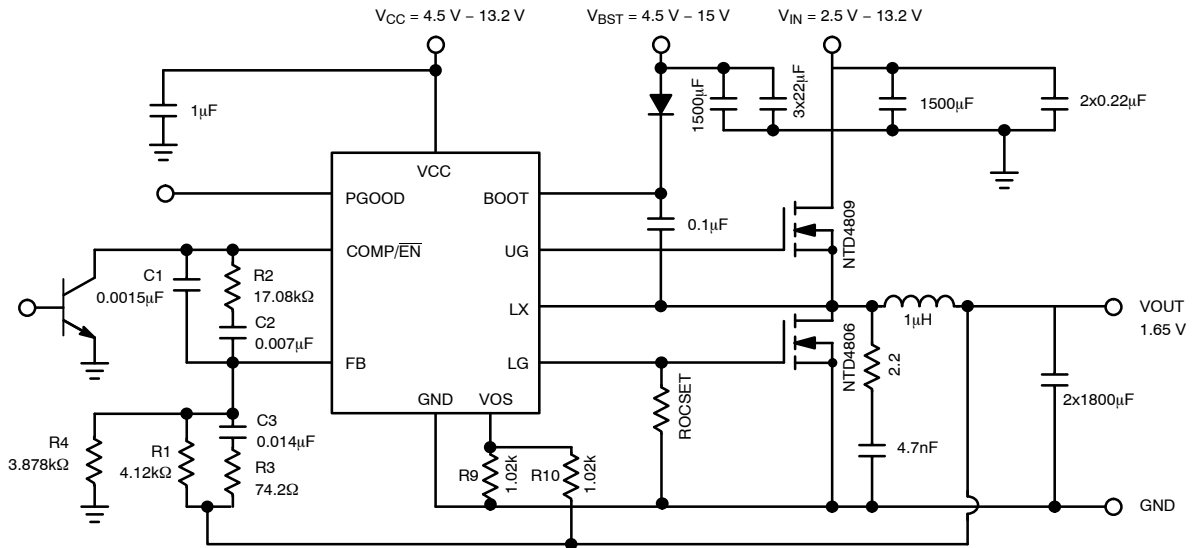 V_CC = 4.5 V – 13.2 V
V_BST = 4.5 V – 15 V
V_IN = 2.5 V – 13.2 V
1μF
1500μF
3x22μF
1500μF
2x0.22μF
VCC
PGOOD
BOOT
COMP/E̅N̅
UG
LX
FB
LG
GND
VOS
0.1μF
NTD4809
NTD4806
C1
0.0015μF
R2
17.08kΩ
C2
0.007μF
1μH
VOUT
1.65 V
2.2
4.7nF
2x1800μF
ROCSET
R4
3.878kΩ
R1
4.12kΩ
C3
0.014μF
R3
74.2Ω
R9
1.02k
R10
1.02k
GND